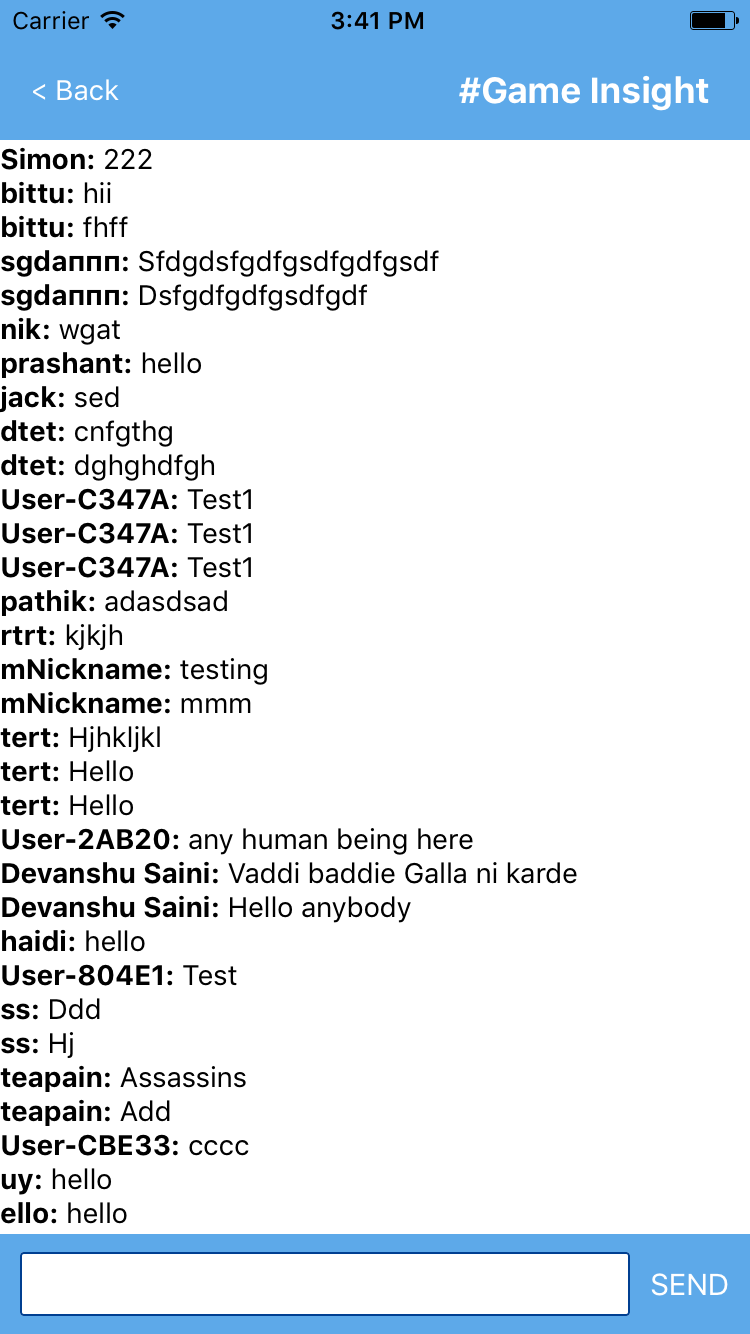 Carrier 3:41 PM
< Back #Game Insight
Simon: 222
bittu: hii
bittu: fhff
sgdaппп: Sfdgdsfgdfgsdfgdfgsdf
sgdaппп: Dsfgdfgdfgsdfgdf
nik: wgat
prashant: hello
jack: sed
dtet: cnfgthg
dtet: dghghdfgh
User-C347A: Test1
User-C347A: Test1
User-C347A: Test1
pathik: adasdsad
rtrt: kjkjh
mNickname: testing
mNickname: mmm
tert: Hjhkljkl
tert: Hello
tert: Hello
User-2AB20: any human being here
Devanshu Saini: Vaddi baddie Galla ni karde
Devanshu Saini: Hello anybody
haidi: hello
User-804E1: Test
ss: Ddd
ss: Hj
teapain: Assassins
teapain: Add
User-CBE33: cccc
uy: hello
ello: hello
SEND